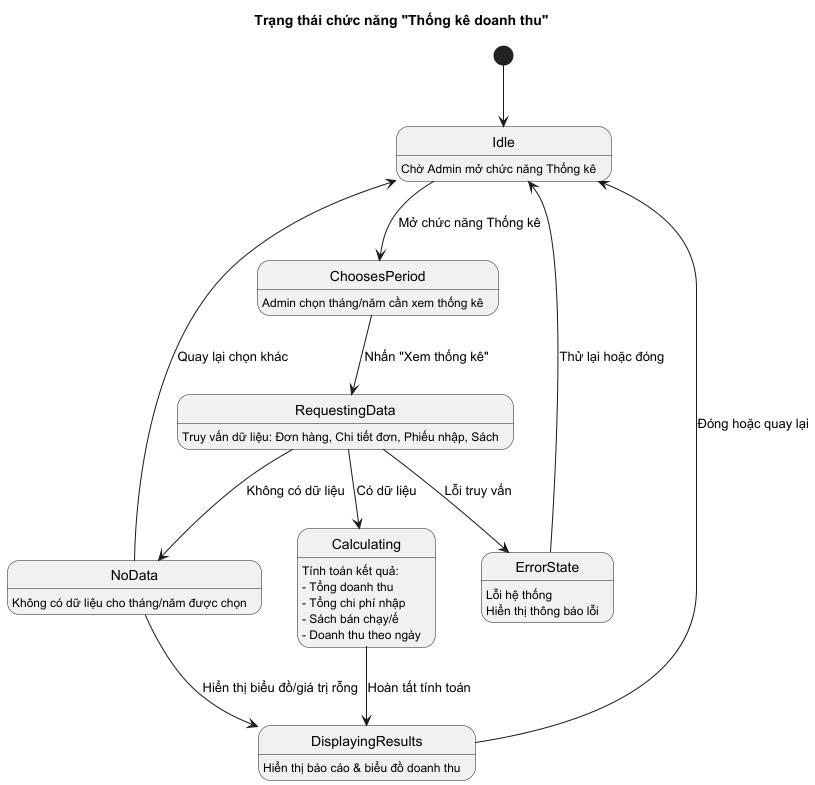 Trạng thái chức năng "Thống kê doanh thu"
Idle
Chờ Admin mở chức năng Thống kê
Mở chức năng Thống kê
ChoosesPeriod
Admin chọn tháng/năm cần xem thống kê
Quay lại chọn khác
Nhấn "Xem thống kê"
Thử lại hoặc đóng
RequestingData
Truy vấn dữ liệu: Đơn hàng, Chi tiết đơn, Phiếu nhập, Sách
Đóng hoặc quay lại
Không có dữ liệu
Có dữ liệu
Lỗi truy vấn
NoData
Không có dữ liệu cho tháng/năm được chọn
Calculating
Tính toán kết quả:
- Tổng doanh thu
- Tổng chi phí nhập
- Sách bán chạy/ế
- Doanh thu theo ngày
ErrorState
Lỗi hệ thống
Hiển thị thông báo lỗi
Hiển thị biểu đồ/giá trị rỗng
Hoàn tất tính toán
DisplayingResults
Hiển thị báo cáo & biểu đồ doanh thu